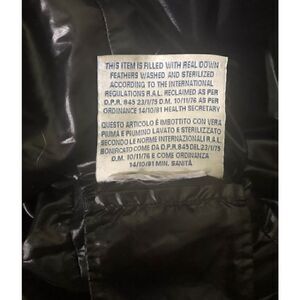 THIS ITEM IS FILLED WITH REAL DOWN
FEATHERS WASHED AND STERILIZED
ACCORDING TO THE INTERNATIONAL
REGULATIONS R.A.L. RECLAIMED AS PER
D.P.R. 845 23/1/75 D.M. 10/11/76 AS PER
ORDINANCE 14/10/81 HEALTH SECRETARY
QUESTO ARTICOLO È IMBOTTITO CON VERA
PIUMA E PIUMINO LAVATO E STERILIZZATO
SECONDO LE NORME INTERNAZIONALI R.A.L.
BONIFICATO COME DA D.P.R 845 DEL 23/1/75
D.M. 10/11/76 E COME ORDINANZA
14/10/81 MIN. SANITÀ